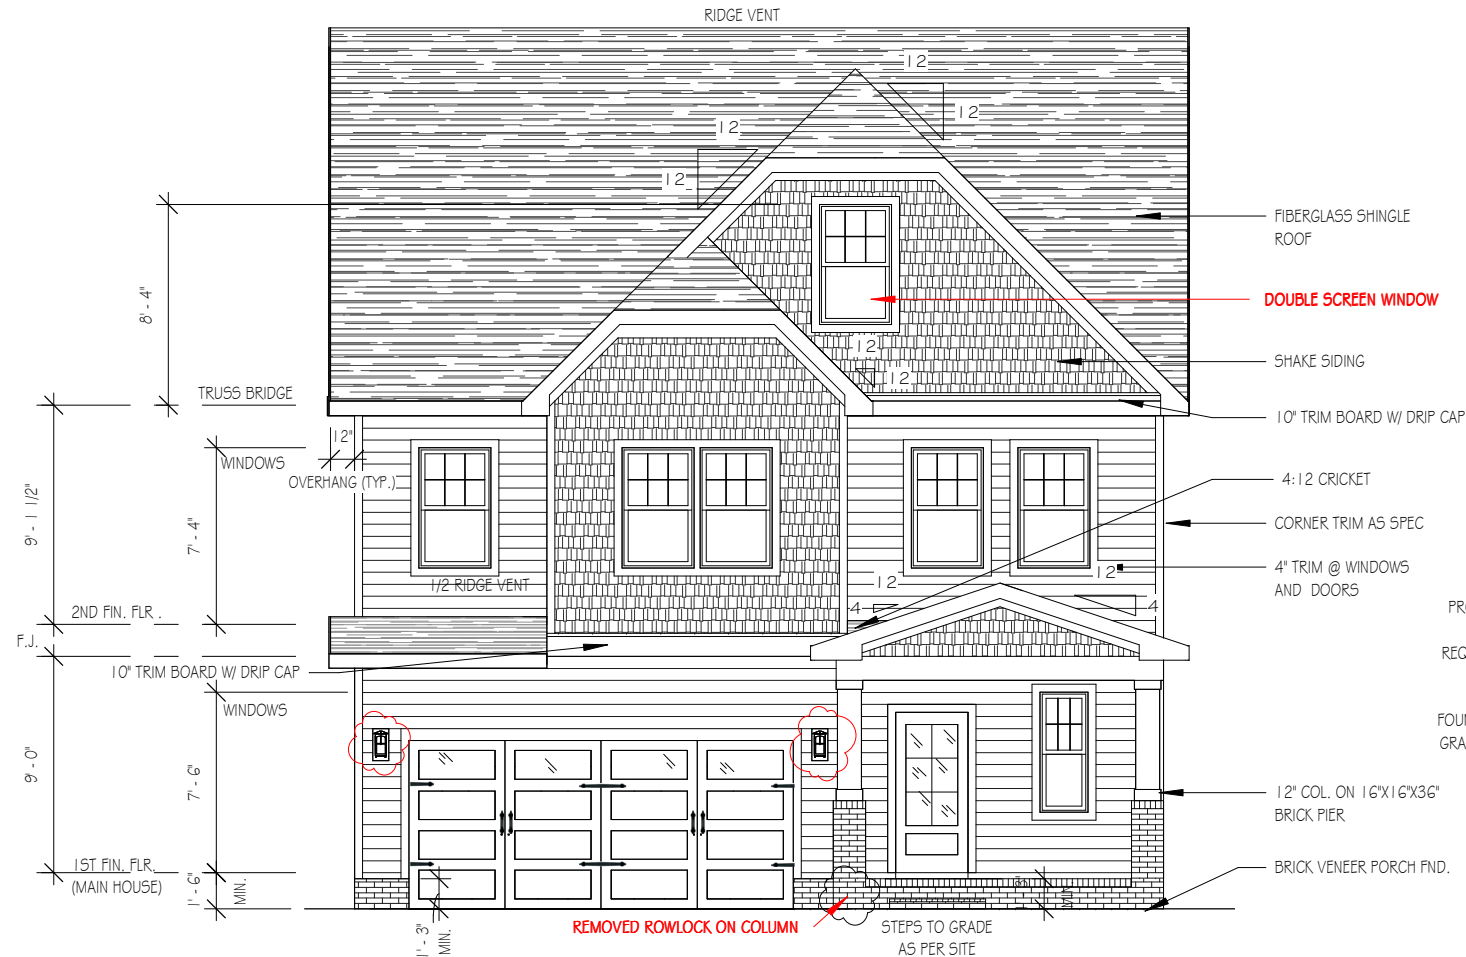 RIDGE VENT
12
12
12
12
FIBERGLASS SHINGLE
ROOF
8' - 4"
DOUBLE SCREEN WINDOW
12
12
SHAKE SIDING
TRUSS BRIDGE
10" TRIM BOARD W/ DRIP CAP
12"
WINDOWS
OVERHANG (TYP.)
4:12 CRICKET
9' - 1 1/2"
7' - 4"
CORNER TRIM AS SPEC
4" TRIM @ WINDOWS
AND DOORS
12
12
1/2 RIDGE VENT
4
4
2ND FIN. FLR .
F.J.
PR
REQ
10" TRIM BOARD W/ DRIP CAP
WINDOWS
FOU
GRA
9' - 0"
7' - 6"
12" COL. ON 16"X16"X36"
BRICK PIER
1ST FIN. FLR.
(MAIN HOUSE)
1' - 6"
MIN.
BRICK VENEER PORCH FND.
MIN.
1' - 3"
MIN.
REMOVED ROWLOCK ON COLUMN
STEPS TO GRADE
AS PER SITE